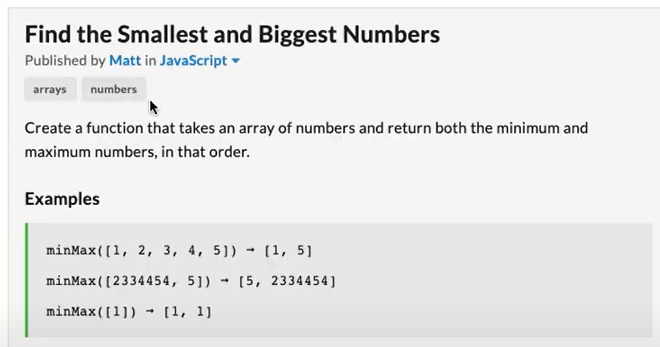 Find the Smallest and Biggest Numbers
Published by Matt in JavaScript
arrays numbers
Create a function that takes an array of numbers and return both the minimum and
maximum numbers, in that order.
Examples
minMax([1, 2, 3, 4, 5]) → [1, 5]
minMax([2334454, 5]) → [5, 2334454]
minMax([1]) → [1, 1]